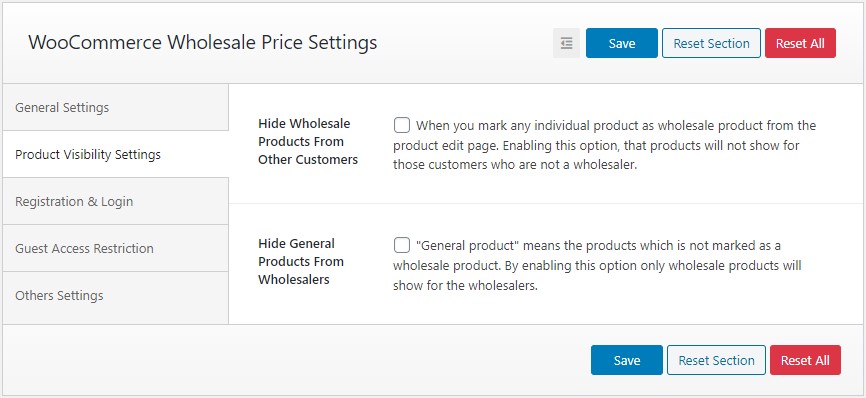 WooCommerce Wholesale Price Settings
Save
Reset Section
Reset All
General Settings
Product Visibility Settings
Registration & Login
Guest Access Restriction
Others Settings
Hide Wholesale
Products From
Other Customers
When you mark any individual product as wholesale product from the
product edit page. Enabling this option, that products will not show for
those customers who are not a wholesaler.
Hide General
Products From
Wholesalers
"General product" means the products which is not marked as a
wholesale product. By enabling this option only wholesale products will
show for the wholesalers.
Save
Reset Section
Reset All